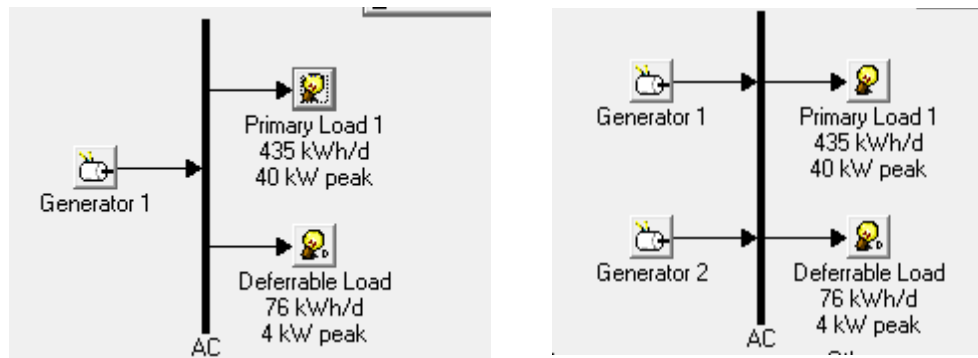 Primary Load 1
435 kWh/d
40 kW peak
Generator 1
Deferrable Load
76 kWh/d
4 kW peak
AC
Generator 1
Primary Load 1
435 kWh/d
40 kW peak
Generator 2
Deferrable Load
76 kWh/d
4 kW peak
AC